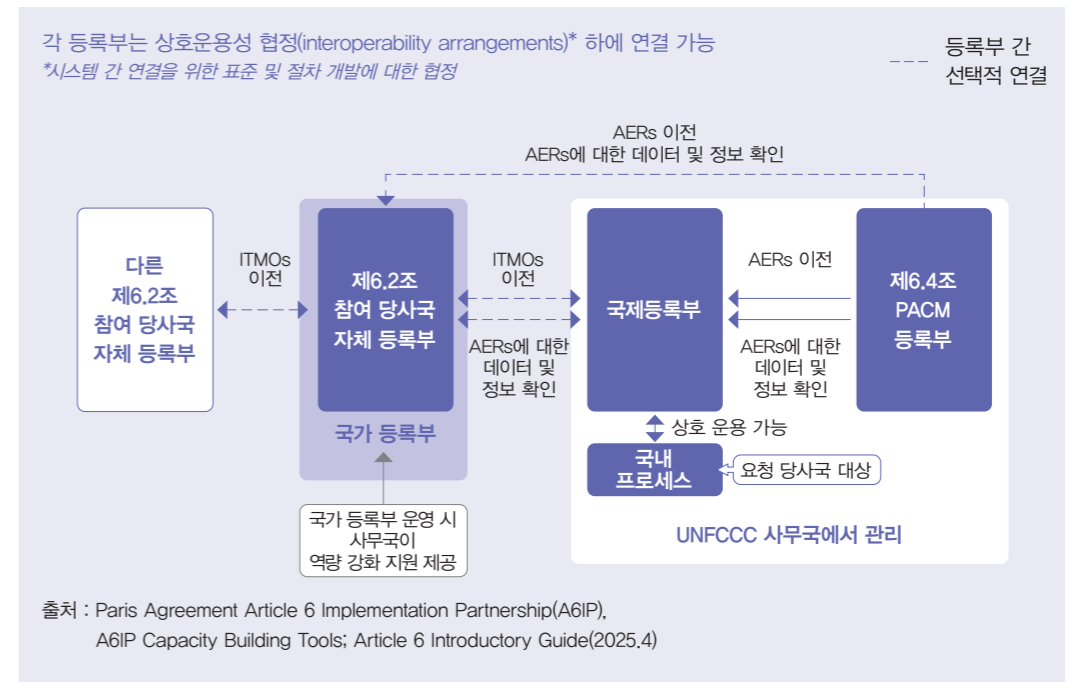 각 등록부는 상호운용성 협정(interoperability arrangements)* 하에 연결 가능
*시스템 간 연결을 위한 표준 및 절차 개발에 대한 협정
등록부 간
선택적 연결
AERs 이전
AERs에 대한 데이터 및 정보 확인
다른
제6.2조
참여 당사국
자체 등록부
ITMOs
이전
제6.2조
참여 당사국
자체 등록부
국가 등록부
ITMOs
이전
AERs에 대한
데이터 및
정보 확인
국제등록부
AERs 이전
AERs에 대한
데이터 및
정보 확인
제6.4조
PACM
등록부
상호 운용 가능
국내
프로세스
요청 당사국 대상
UNFCCC 사무국에서 관리
국가 등록부 운영 시
사무국이
역량 강화 지원 제공
출처 : Paris Agreement Article 6 Implementation Partnership(A6IP),
A6IP Capacity Building Tools; Article 6 Introductory Guide(2025.4)